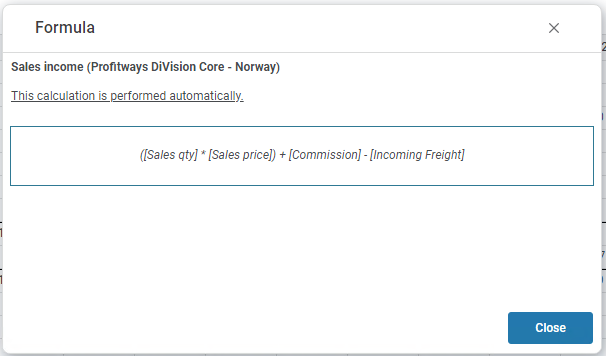 Formula
Sales income (Profitways DiVision Core - Norway)
This calculation is performed automatically.
([Sales qty] * [Sales price]) + [Commission] - [Incoming Freight]
Close